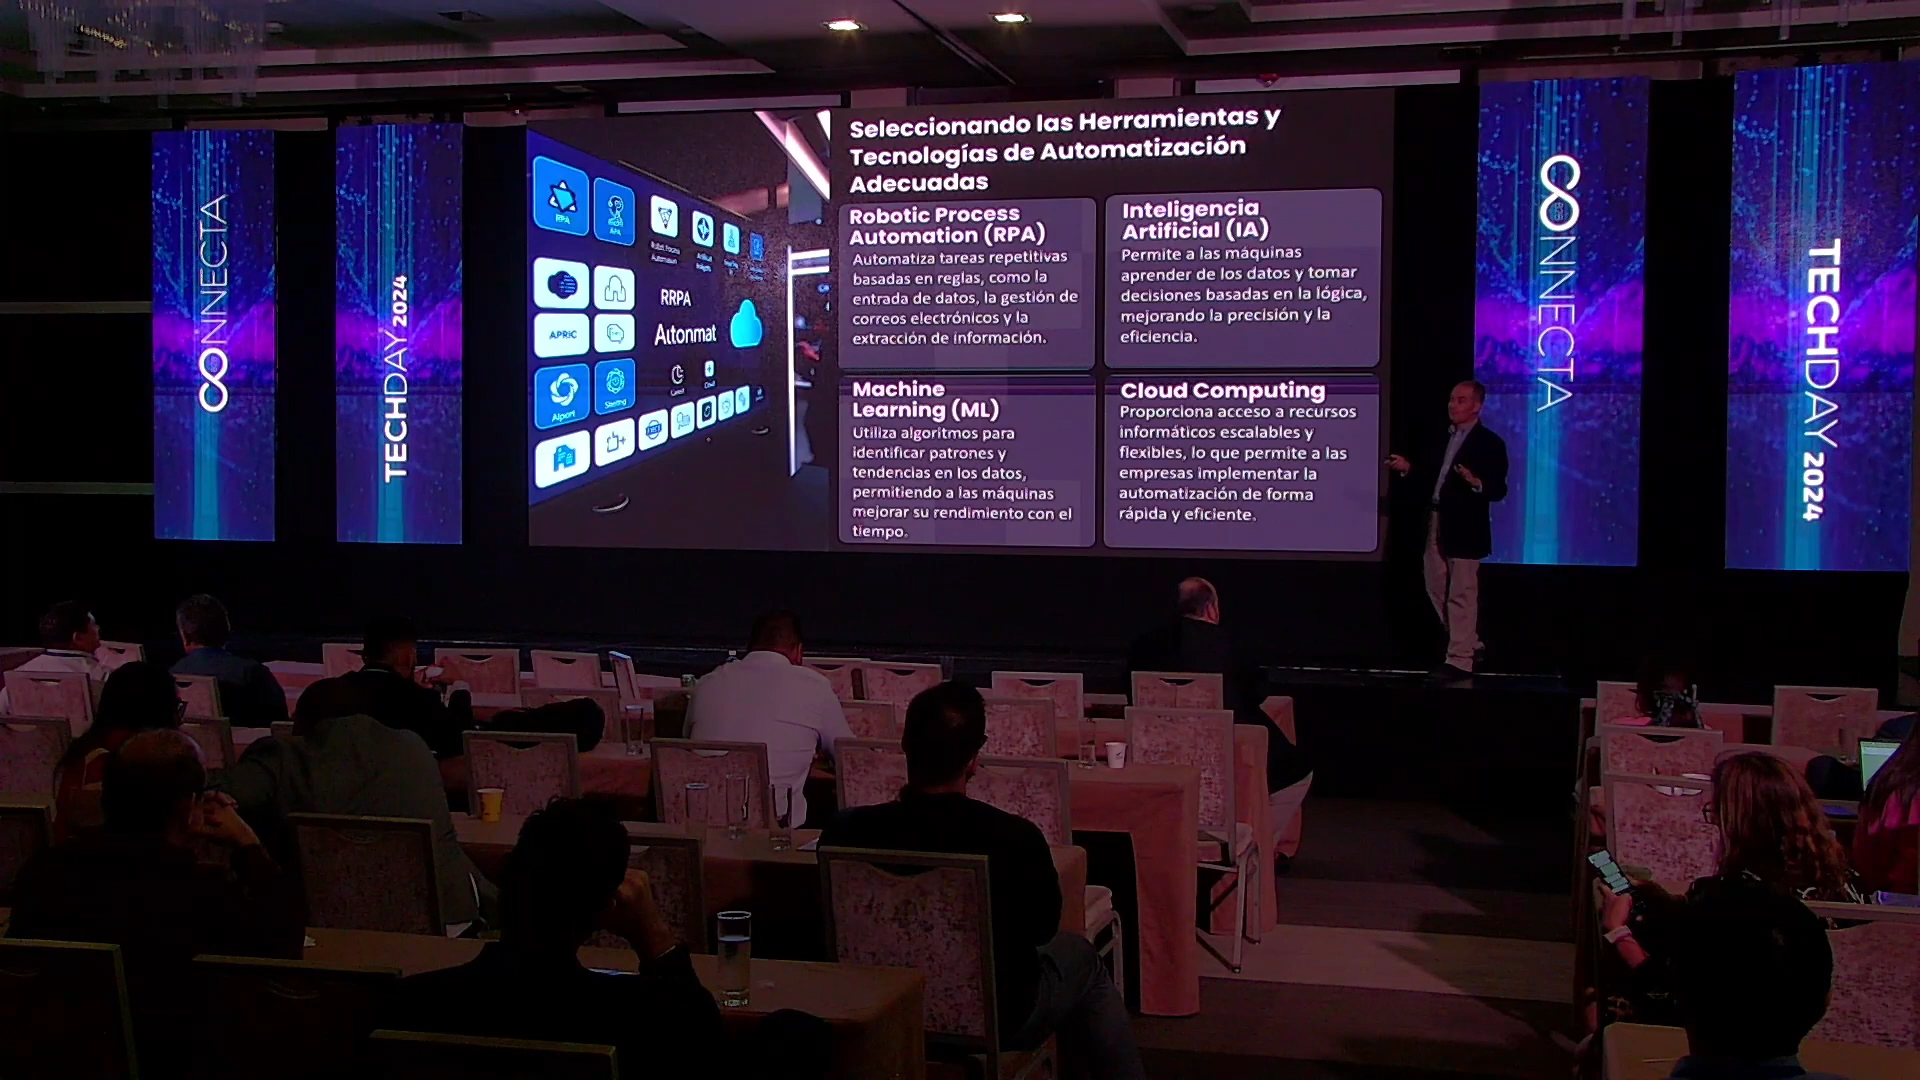 CONNECTA
TECHDAY 2024
RPA
APRIC
Aiport
RRPA
Aitonmat
Seleccionando las Herramientas y
Tecnologías de Automatización
Adecuadas
Robotic Process
Automation (RPA)
Automatiza tareas repetitivas
basadas en reglas, como la
entrada de datos, la gestión de
correos electrónicos y la
extracción de información.
Inteligencia
Artificial (IA)
Permite a las máquinas
aprender de los datos y tomar
decisiones basadas en la lógica,
mejorando la precisión y la
eficiencia.
Machine
Learning (ML)
Utiliza algoritmos para
identificar patrones y
tendencias en los datos,
permitiendo a las máquinas
mejorar su rendimiento con el
tiempo.
Cloud Computing
Proporciona acceso a recursos
informáticos escalables y
flexibles, lo que permite a las
empresas implementar la
automatización de forma
rápida y eficiente.
CONNECTA
TECHDAY 2024